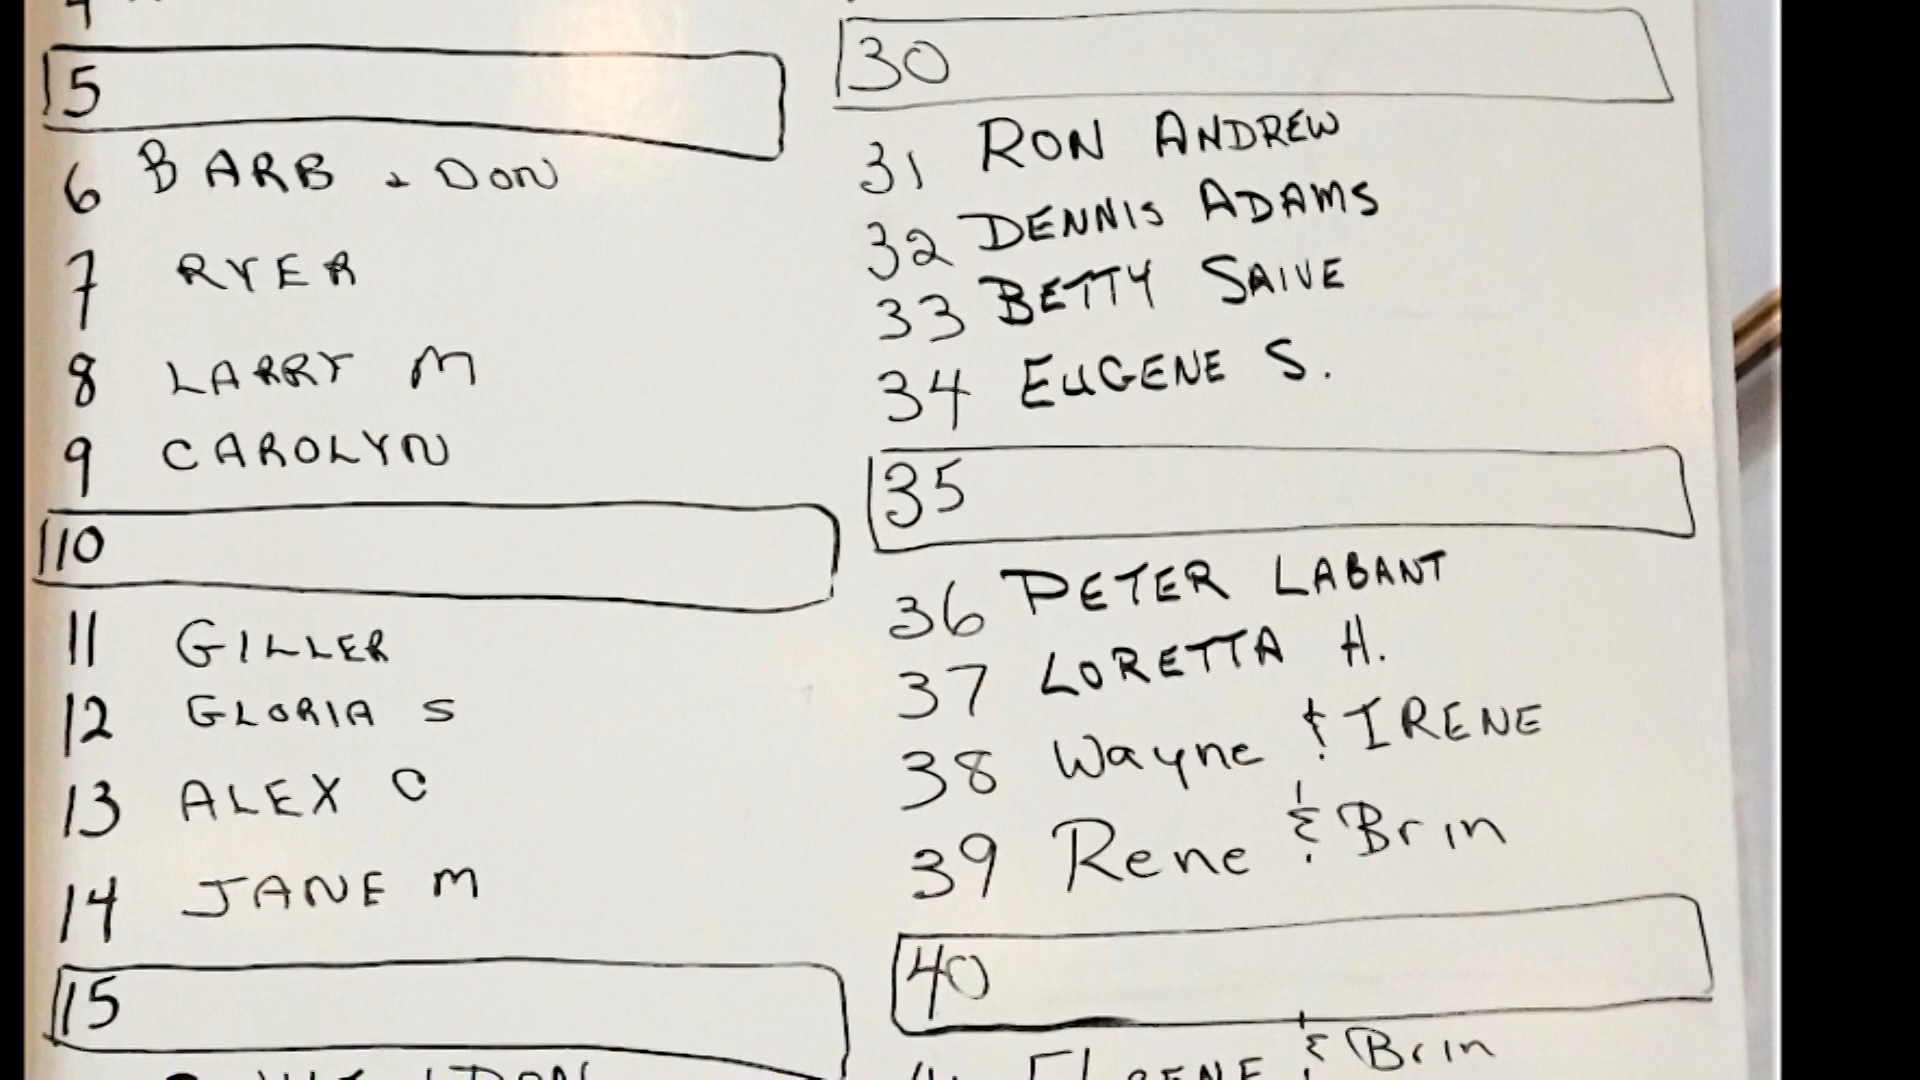 5
6 BARB & DON
7 RYER
8 LARRY M
9 CAROLYN
10
11 GILLER
12 GLORIA S
13 ALEX C
14 JANE M
15
30
31 RON ANDREW
32 DENNIS ADAMS
33 BETTY SAIVE
34 EUGENE S.
35
36 PETER LABANT
37 LORETTA H.
38 Wayne & IRENE
39 Rene & Brin
40
& Brin